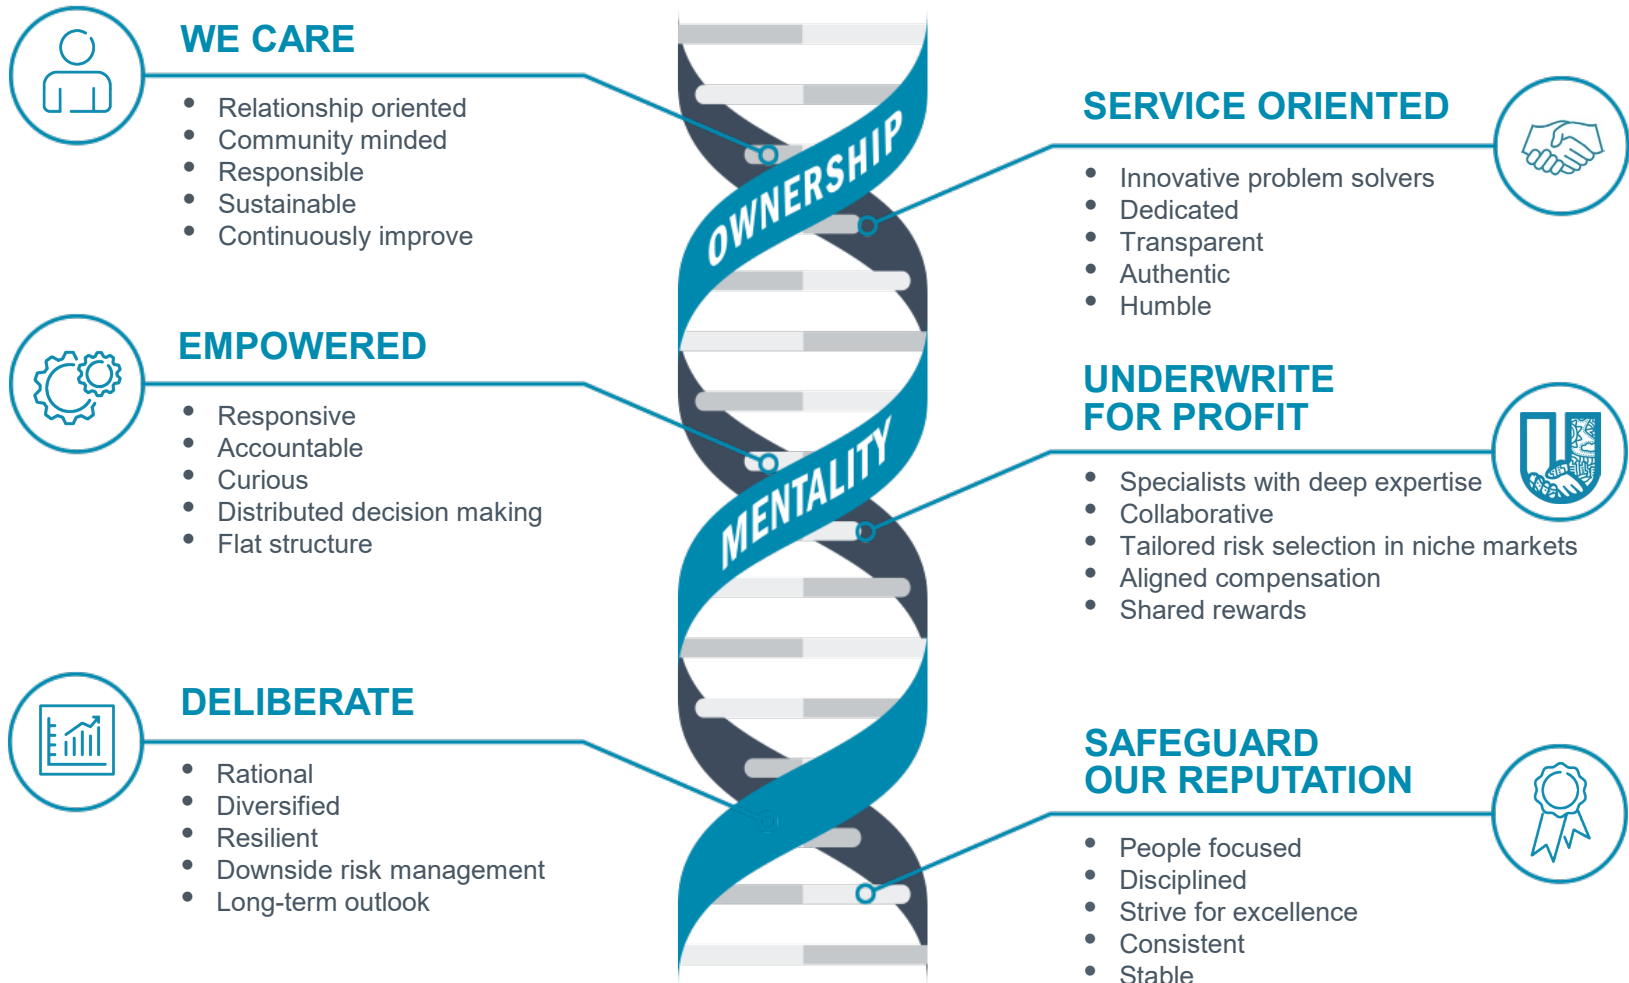 WE CARE
Relationship oriented
Community minded
Responsible
Sustainable
Continuously improve
EMPOWERED
Responsive
Accountable
Curious
Distributed decision making
Flat structure
DELIBERATE
Rational
Diversified
Resilient
Downside risk management
Long-term outlook
OWNERSHIP
MENTALITY
SERVICE ORIENTED
Innovative problem solvers
Dedicated
Transparent
Authentic
Humble
UNDERWRITE
FOR PROFIT
Specialists with deep expertise
Collaborative
Tailored risk selection in niche markets
Aligned compensation
Shared rewards
SAFEGUARD
OUR REPUTATION
People focused
Disciplined
Strive for excellence
Consistent
Stable